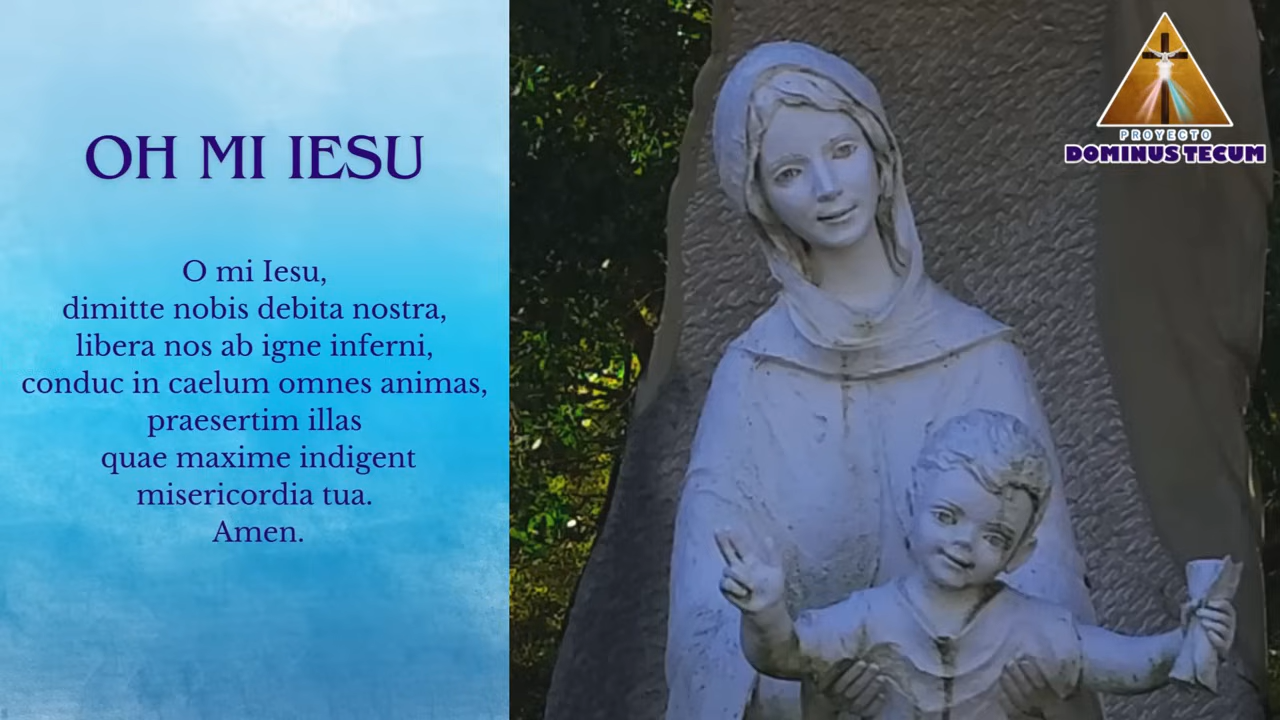 OH MI IESU
O mi Iesu,
dimitte nobis debita nostra,
libera nos ab igne inferni,
conduc in caelum omnes animas,
praesertim illas
quae maxime indigent
misericordia tua.
Amen.
PROYECTO
DOMINUS TECUM